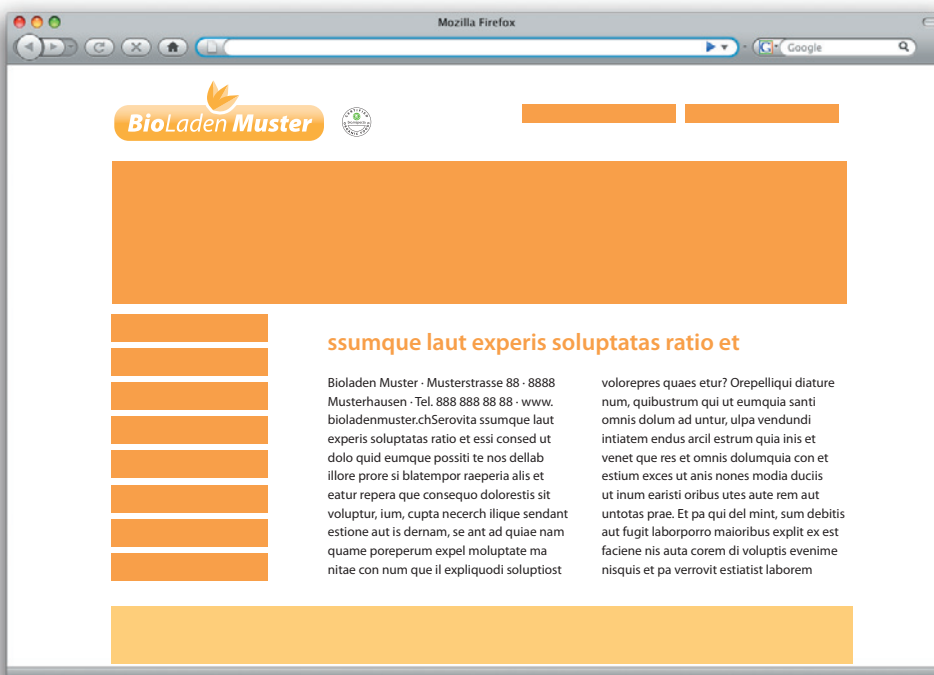 Mozilla Firefox
Google
BioLaden Muster
ssumque laut experis soluptatas ratio et
Bioladen Muster · Musterstrasse 88 · 8888
Musterhausen · Tel. 888 888 88 88 · www.
bioladenmuster.chSerovita ssumque laut
experis soluptatas ratio et essi consed ut
dolo quid eumque possiti te nos dellab
illore prore si blatempor raeperia alis et
eatur repera que consequo dolorestis sit
voluptur, ium, cupta necerch ilique sendant
estione aut is dernam, se ant ad quiae nam
quame poreperum expel moluptate ma
nitae con num que il expliquodi soluptiost
volorepres quaes etur? Orepelliqui diature
num, quibustrum qui ut eumquia santi
omnis dolum ad untur, ulpa vendundi
intiatem endus arcil estrum quia inis et
venet que res et omnis dolumquia con et
estium exces ut anis nones modia duciis
ut inum earisti oribus utes aute rem aut
untotas prae. Et pa qui del mint, sum debitis
aut fugit laborporro maioribus explit ex est
faciene nis auta corem di voluptis evenime
nisquis et pa verrovit estiatist laborem